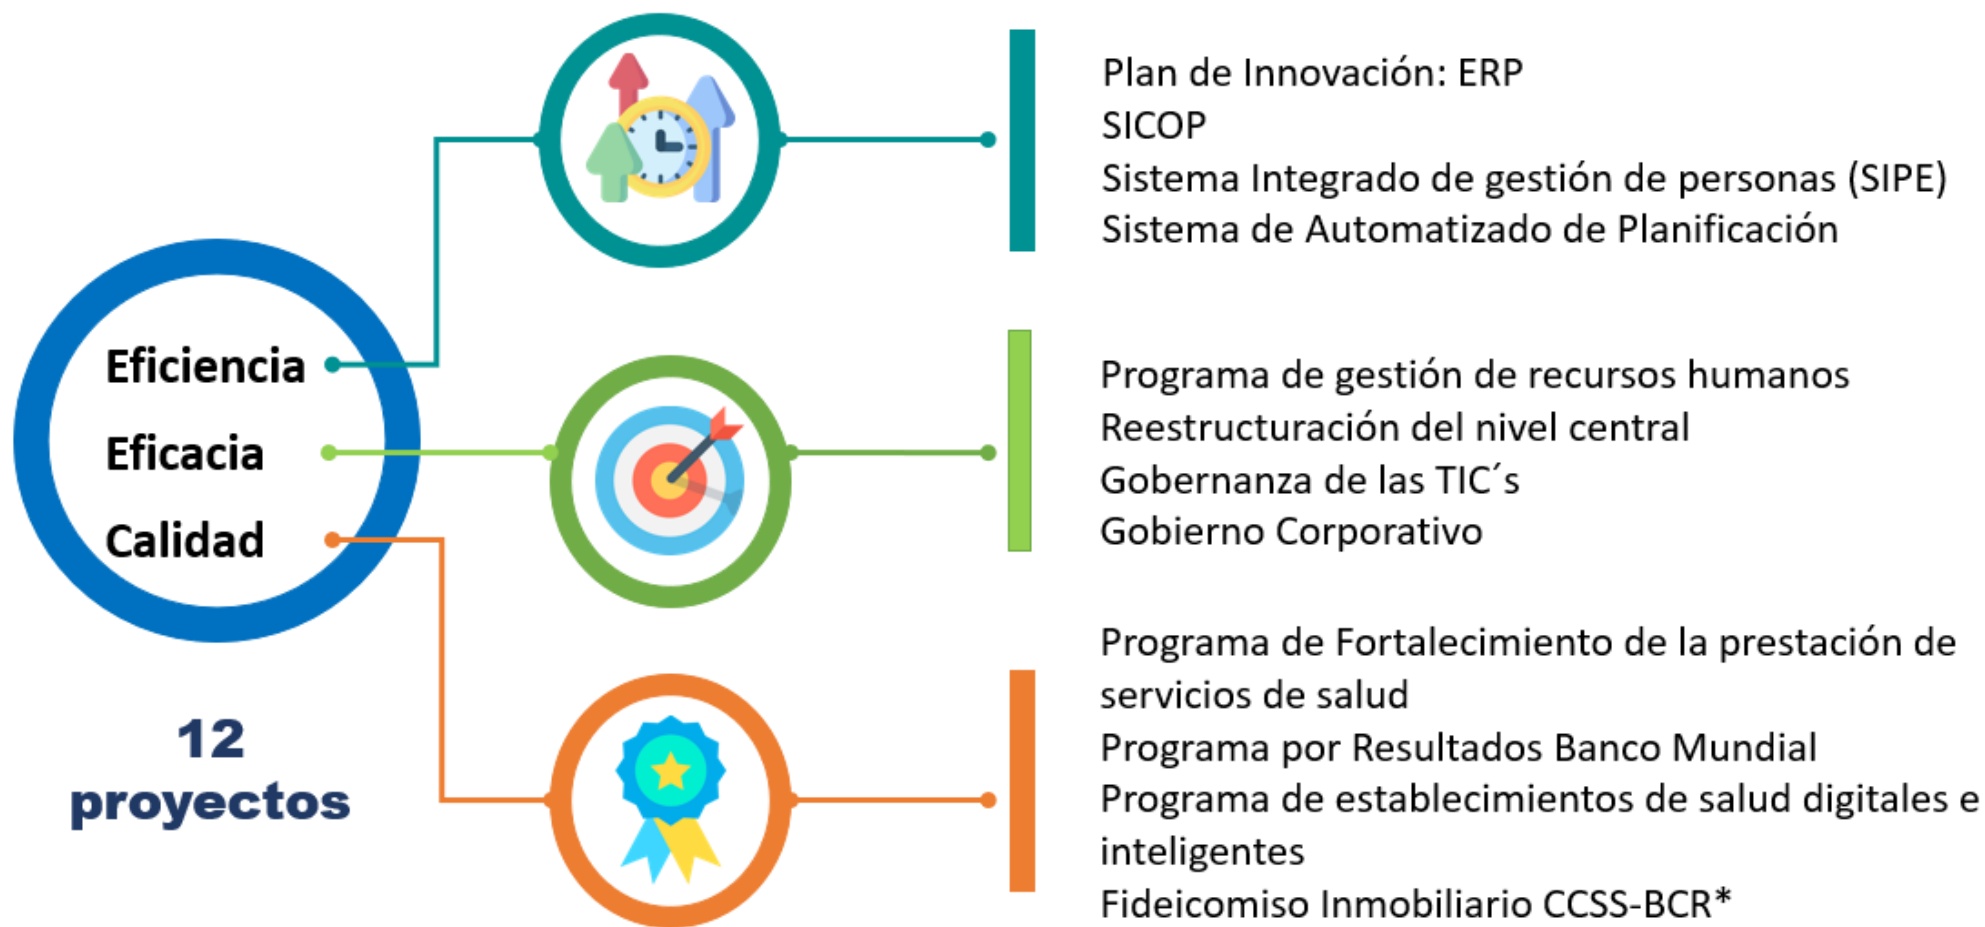 Eficiencia
Eficacia
Calidad
12
proyectos
Plan de Innovación: ERP
SICOP
Sistema Integrado de gestión de personas (SIPE)
Sistema de Automatizado de Planificación
Programa de gestión de recursos humanos
Reestructuración del nivel central
Gobernanza de las TIC´s
Gobierno Corporativo
Programa de Fortalecimiento de la prestación de
servicios de salud
Programa por Resultados Banco Mundial
Programa de establecimientos de salud digitales e
inteligentes
Fideicomiso Inmobiliario CCSS-BCR*